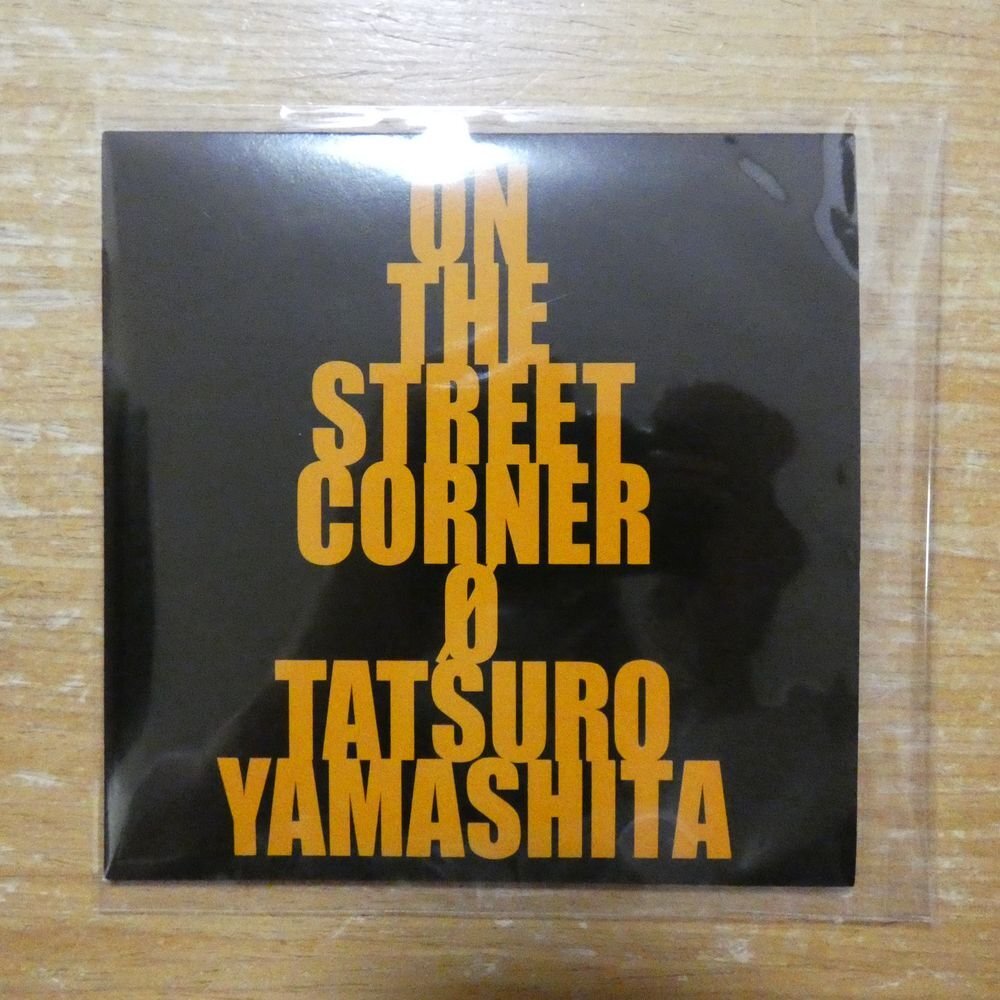 ON
THE
STREET
CORNER
Ø
TATSURO
YAMASHITA